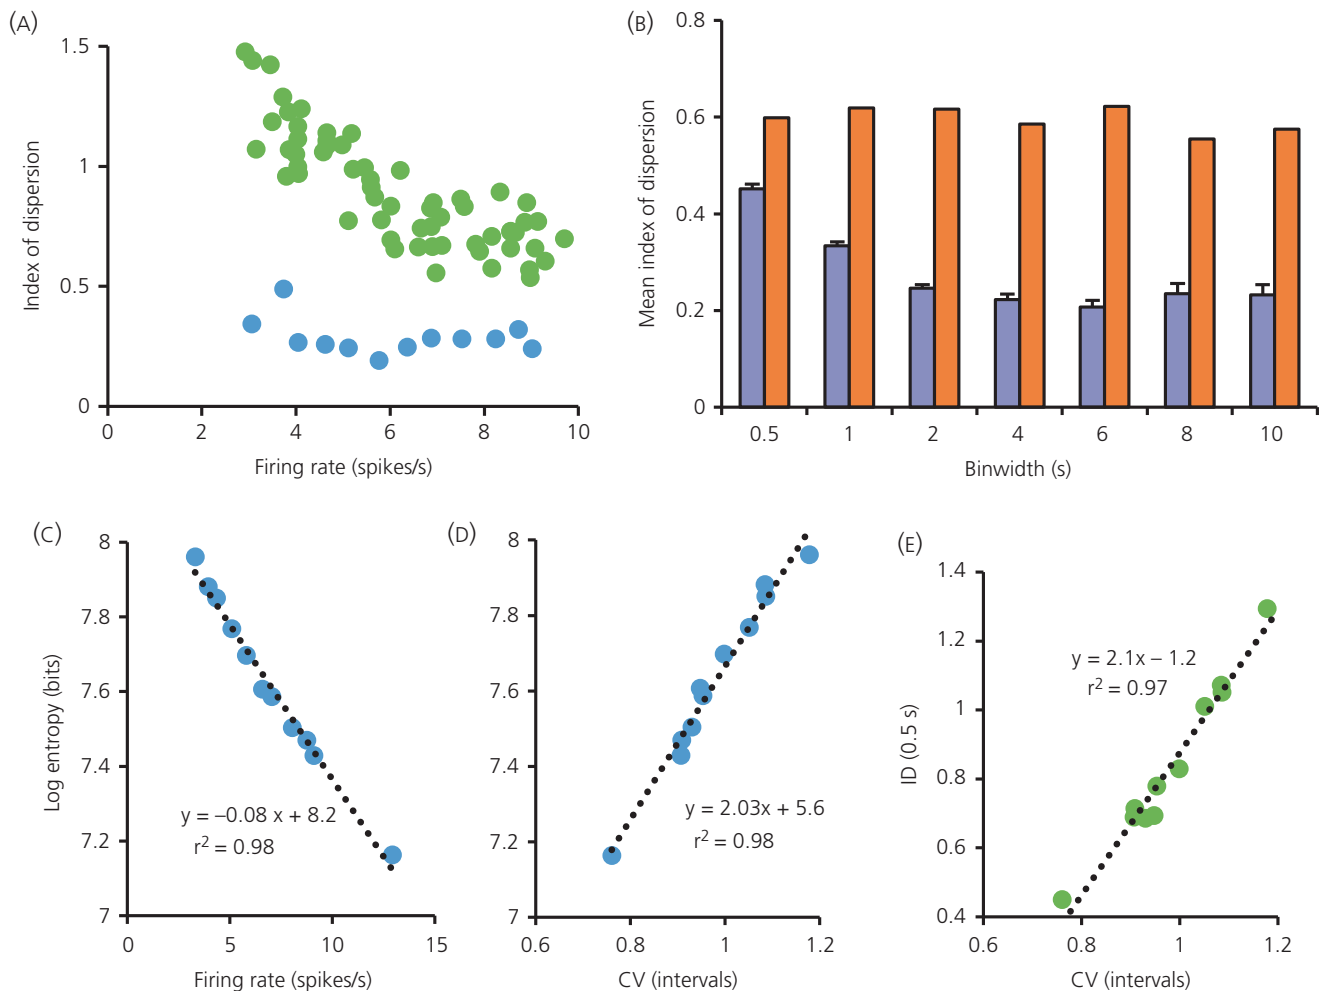 (A)
1.5
1
0.5
0
Index of dispersion
0 2 4 6 8 10
Firing rate (spikes/s)
(B)
0.8
0.6
0.4
0.2
0
Mean index of dispersion
0.5 1 2 4 6 8 10
Binwidth (s)
(C)
8
7.8
7.6
7.4
7.2
7
Log entropy (bits)
y = –0.08 x + 8.2
r² = 0.98
0 5 10 15
Firing rate (spikes/s)
(D)
8
7.8
7.6
7.4
7.2
7
y = 2.03x + 5.6
r² = 0.98
0.6 0.8 1 1.2
CV (intervals)
(E)
1.4
1.2
1
0.8
0.6
0.4
ID (0.5 s)
y = 2.1x – 1.2
r² = 0.97
0.6 0.8 1 1.2
CV (intervals)